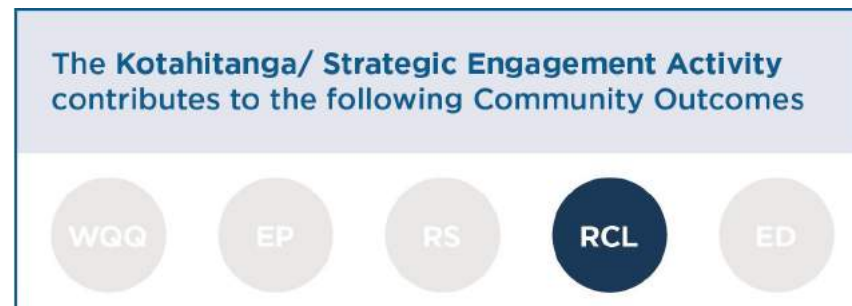 The Kotahitanga/ Strategic Engagement Activity
contributes to the following Community Outcomes
WQQ EP RS RCL ED